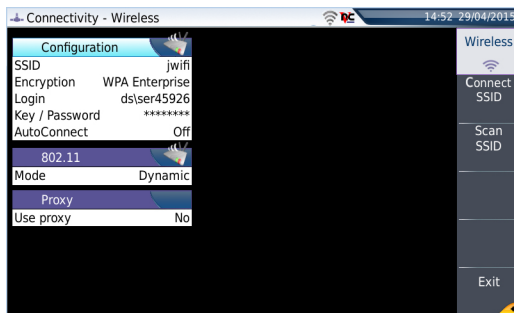 Connectivity - Wireless
14:52 29/04/2015
Configuration
SSID jwifi
Encryption WPA Enterprise
Login ds\ser45926
Key / Password ********
AutoConnect Off
802.11
Mode Dynamic
Proxy
Use proxy No
Wireless
Connect
SSID
Scan
SSID
Exit